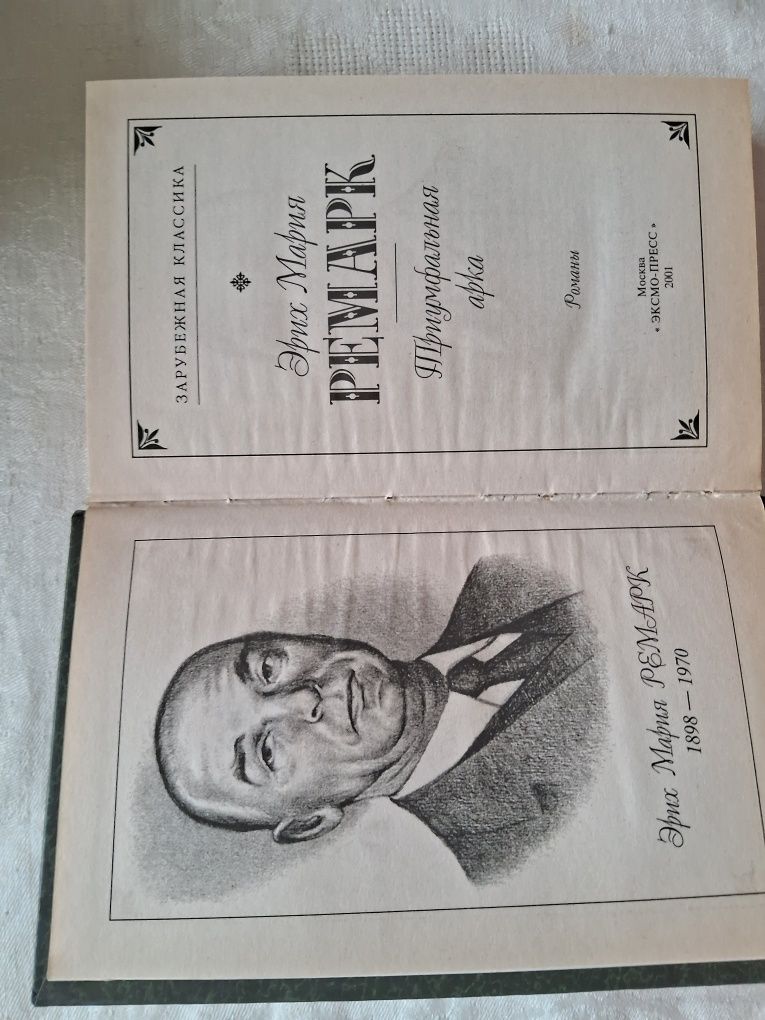 Эрих Мария РЕМАРК
1898 — 1970
ЗАРУБЕЖНАЯ КЛАССИКА
Эрих Мария
РЕМАРК
Триумфальная
арка
Романы
Москва
« ЭКСМО-ПРЕСС »
2001